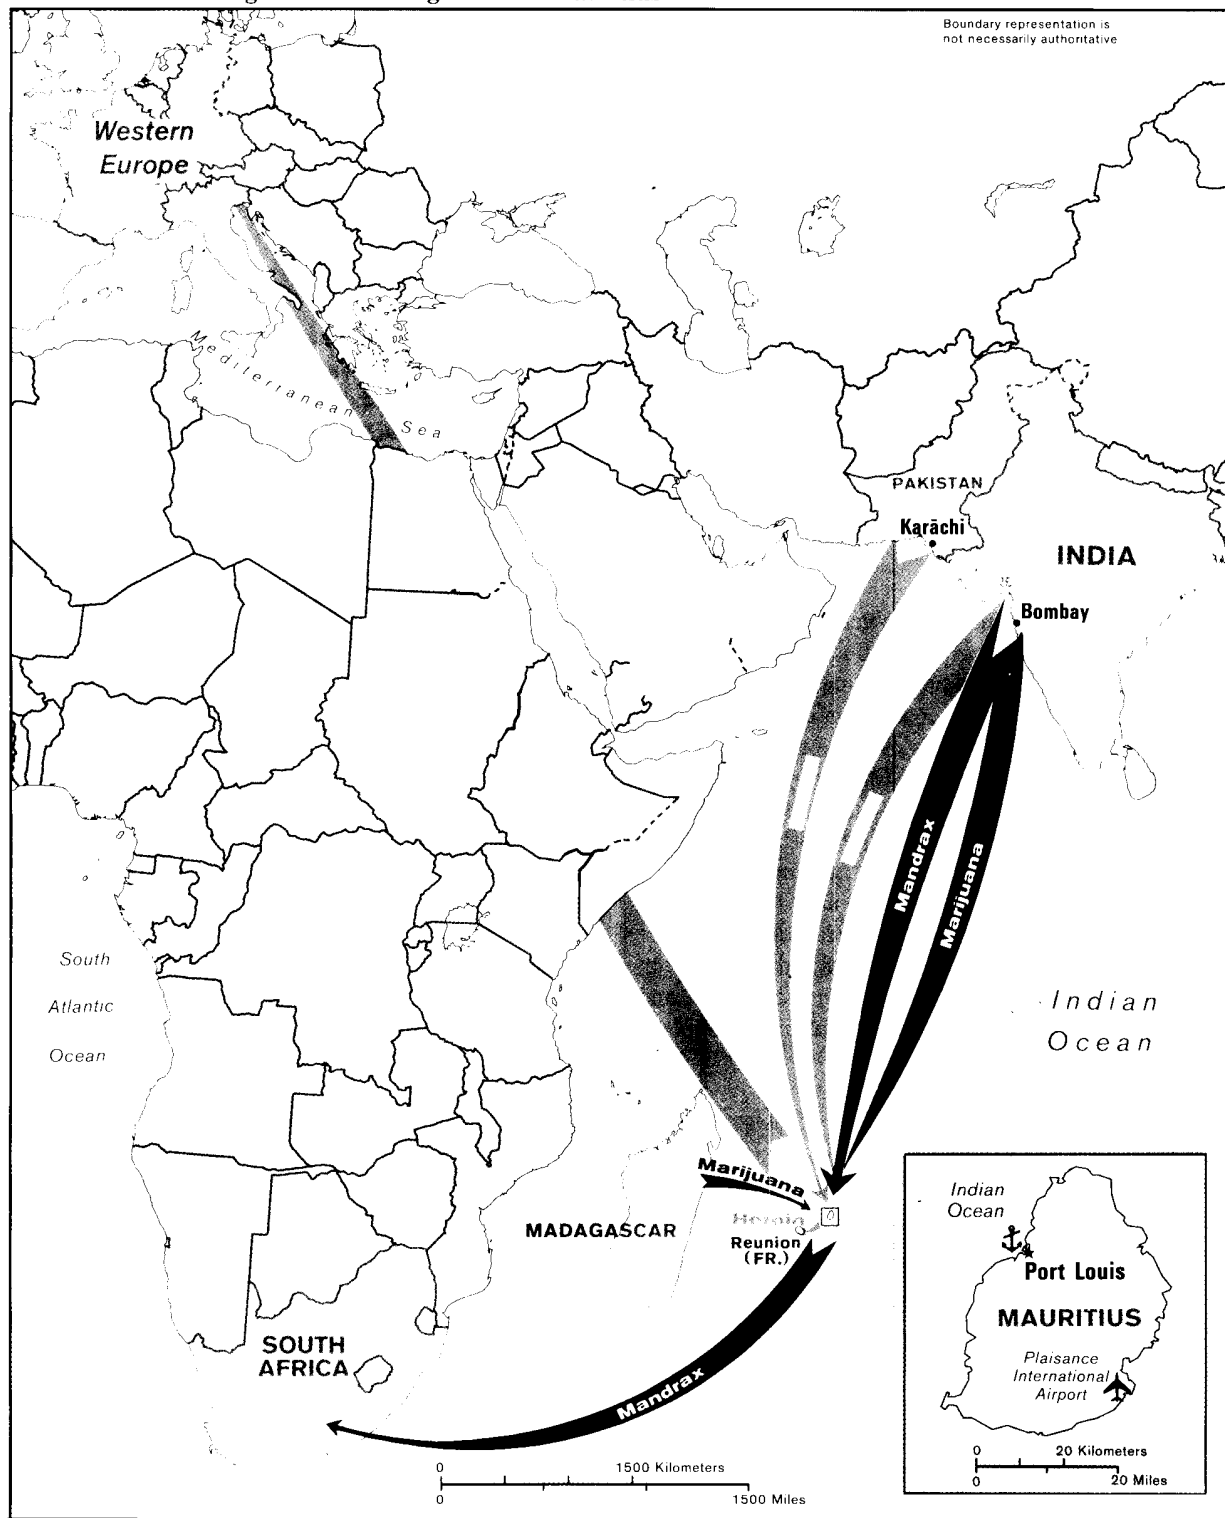 Boundary representation is
not necessarily authoritative
Western
Europe
Mediterranean Sea
PAKISTAN
Karāchi
INDIA
Bombay
Mandrax
Marijuana
South
Atlantic
Ocean
Indian
Ocean
Marijuana
Heroin
MADAGASCAR
Reunion
(FR.)
SOUTH
AFRICA
Mandrax
Indian
Ocean
Port Louis
MAURITIUS
Plaisance
International
Airport
0 20 Kilometers
0 20 Miles
0 1500 Kilometers
0 1500 Miles